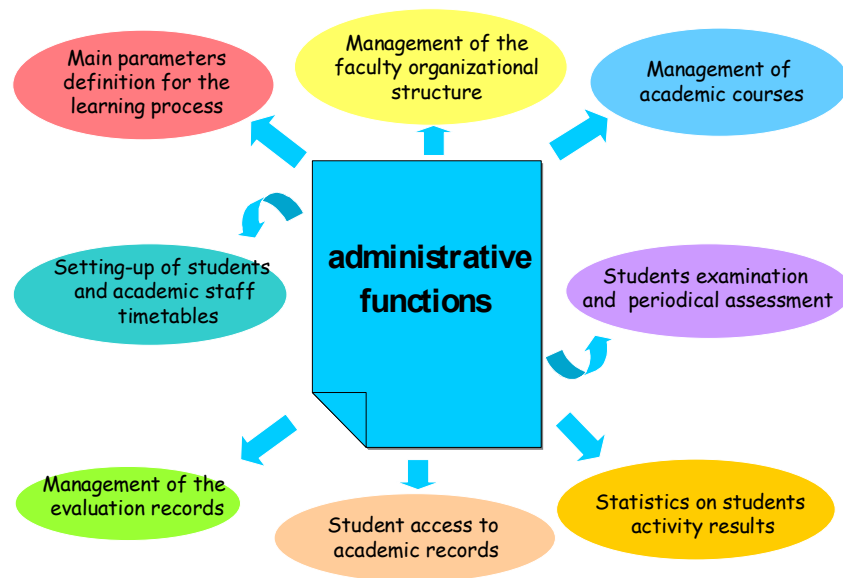 Main parameters
definition for the
learning process
Management of the
faculty organizational
structure
Management of
academic courses
Setting-up of students
and academic staff
timetables
administrative
functions
Students examination
and periodical assessment
Management of the
evaluation records
Student access to
academic records
Statistics on students
activity results